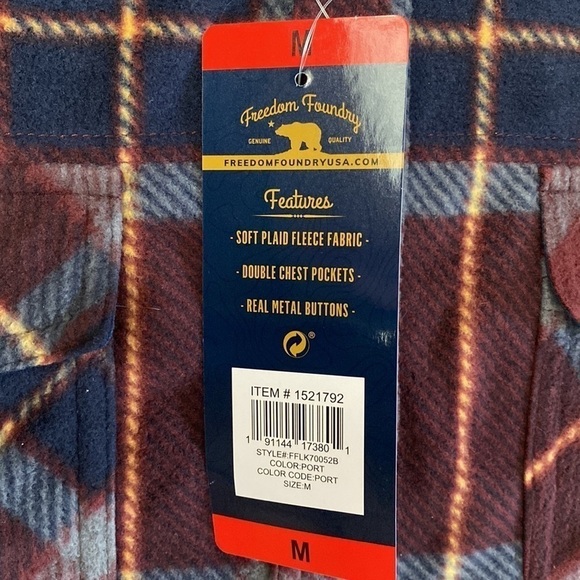 M
Freedom Foundry
GENUINE QUALITY
FREEDOMFOUNDRYUSA.COM
Features
- SOFT PLAID FLEECE FABRIC -
- DOUBLE CHEST POCKETS -
- REAL METAL BUTTONS -
®
ITEM # 1521792
1 91144 17380 1
STYLE#:FFLK70052B
COLOR:PORT
COLOR CODE:PORT
SIZE:M
M